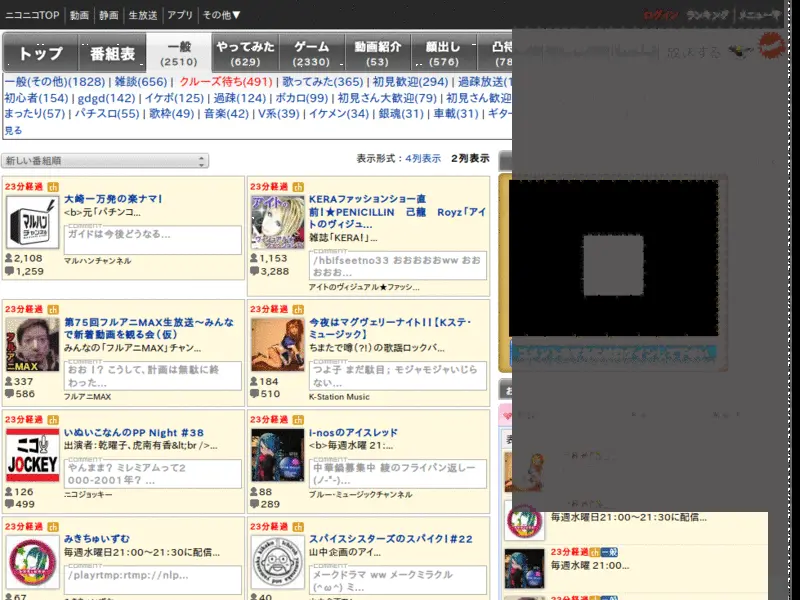 ニコニコTOP 動画 静画 生放送 アプリ その他▼ ログイン ランキング メニュー▼
トップ 番組表 一般 (2510) やってみた (629) ゲーム (2330) 動画紹介 (53) 顔出し (576)
一般(その他)(1828) | 雑談(656) | クルーズ待ち(491) | 歌ってみた(365) | 初見歓迎(294) | 過疎放送(1
初心者(154) | gdgd(142) | イケボ(125) | 過疎(124) | ボカロ(99) | 初見さん大歓迎(79) | 初見さん歓迎
まったり(57) | パチスロ(55) | 歌枠(49) | 音楽(42) | V系(39) | イケメン(34) | 銀魂(31) | 車載(31) | ギター
見る
新しい番組順
表示形式：4列表示 2列表示
23分経過 ch
大崎一万発の楽ナマ!
<b>元「パチンコ...
comment
ガイドは今後どうなる...
2,108
1,259
マルハンチャンネル
23分経過 ch
KERAファッションショー直
前!★PENICILLIN 己龍 Royz「アイ
トのヴィジュ...
雑誌「KERA!」...
comment
/hbifseetno33 おおおおおww おお
おおおお...
1,153
3,288
アイトのヴィジュアル★ファッシ...
23分経過 ch
第75回フルアニMAX生放送～みんな
で新着動画を観る会（仮）
みんなの「フルアニMAX」チャン...
comment
おお!? こうして、計画は無駄に終
わった...
337
586
フルアニMAX
23分経過 ch
今夜はマグヴェリーナイト!!【Kステ・
ミュージック】
ちまたで噂(?!)の歌謡ロックバ...
comment
つよ子 まだ駄目; モジャモジャいじら
ない...
184
510
K-Station Music
23分経過 ch
いぬいこなんのPP Night #38
出演者:乾曜子、虎南有香&lt;br />...
comment
やんまま? ミレミアムって2
000-2001年? ...
ニコ JOCKEY
126
499
ニコジョッキー
23分経過 ch
i-nosのアイスレッド
<b>毎週水曜 21:...
comment
中華鍋募集中 綾のフライパン返しー
(ノ-"-)...
88
289
ブルー・ミュージックチャンネル
23分経過 ch
みきちゅいずむ
毎週水曜日21:00～21:30に配信...
comment
/playrtmp:rtmp://nlp...
67
23分経過 ch
スパイスシスターズのスパイク!#22
山中企画のアイ...
comment
メークドラマ ww メークミラクル
(^ω^) ミ...
40
毎週水曜日21:00～21:30に配信...
23分経過 ch 一般
毎週水曜 21:00...